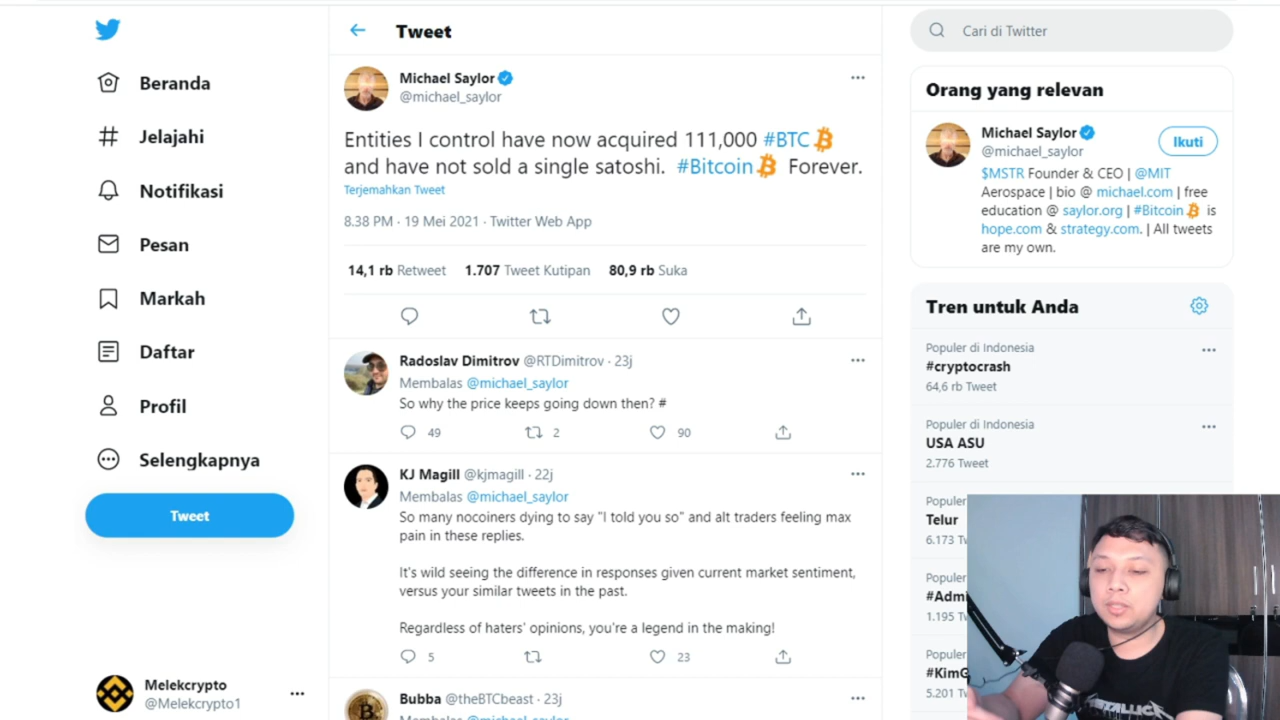 Beranda
Jelajahi
Notifikasi
Pesan
Markah
Daftar
Profil
Selengkapnya
Tweet
Melekcrypto
@Melekcrypto1
Tweet
Michael Saylor
@michael_saylor
Entities I control have now acquired 111,000 #BTC
and have not sold a single satoshi. #Bitcoin Forever.
Terjemahkan Tweet
8.38 PM · 19 Mei 2021 · Twitter Web App
14,1 rb Retweet 1.707 Tweet Kutipan 80,9 rb Suka
Radoslav Dimitrov @RTDimitrov · 23j
Membalas @michael_saylor
So why the price keeps going down then? #
49 2 90
KJ Magill @kjmagill · 22j
Membalas @michael_saylor
So many nocoiners dying to say "I told you so" and alt traders feeling max
pain in these replies.
It's wild seeing the difference in responses given current market sentiment,
versus your similar tweets in the past.
Regardless of haters' opinions, you're a legend in the making!
5 23
Bubba @theBTCbeast · 23j
Membalas @michael_saylor
Cari di Twitter
Orang yang relevan
Michael Saylor
@michael_saylor
Ikuti
$MSTR Founder & CEO | @MIT
Aerospace | bio @ michael.com | free
education @ saylor.org | #Bitcoin is
hope.com & strategy.com. | All tweets
are my own.
Tren untuk Anda
Populer di Indonesia
#cryptocrash
64,6 rb Tweet
Populer di Indonesia
USA ASU
2.776 Tweet
Populer
Telur
6.173 Tw
Populer
#Adm
1.195 Tw
Populer
#KimG
5.201 Tw
METALLICA